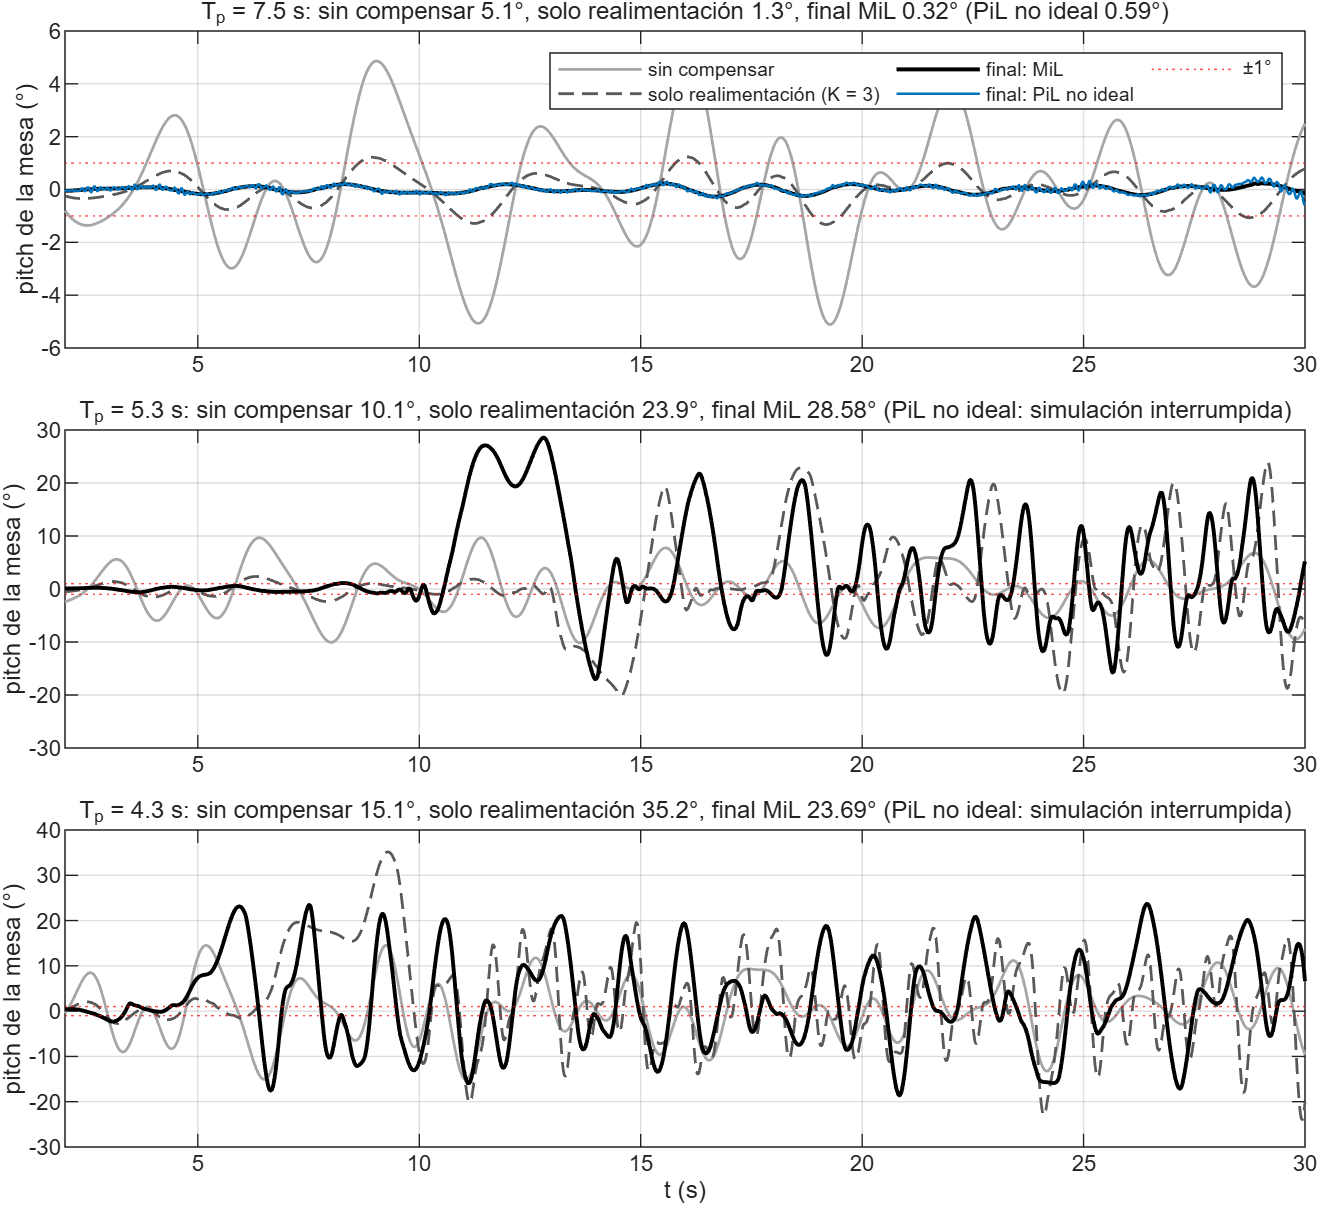 T_p = 7.5 s: sin compensar 5.1°, solo realimentación 1.3°, final MiL 0.32° (PiL no ideal 0.59°)
6
4
2
0
-2
-4
-6
pitch de la mesa (°)
sin compensar
solo realimentación (K = 3)
final: MiL
final: PiL no ideal
±1°
5 10 15 20 25 30
T_p = 5.3 s: sin compensar 10.1°, solo realimentación 23.9°, final MiL 28.58° (PiL no ideal: simulación interrumpida)
30
20
10
0
-10
-20
-30
pitch de la mesa (°)
5 10 15 20 25 30
T_p = 4.3 s: sin compensar 15.1°, solo realimentación 35.2°, final MiL 23.69° (PiL no ideal: simulación interrumpida)
40
30
20
10
0
-10
-20
-30
pitch de la mesa (°)
5 10 15 20 25 30
t (s)